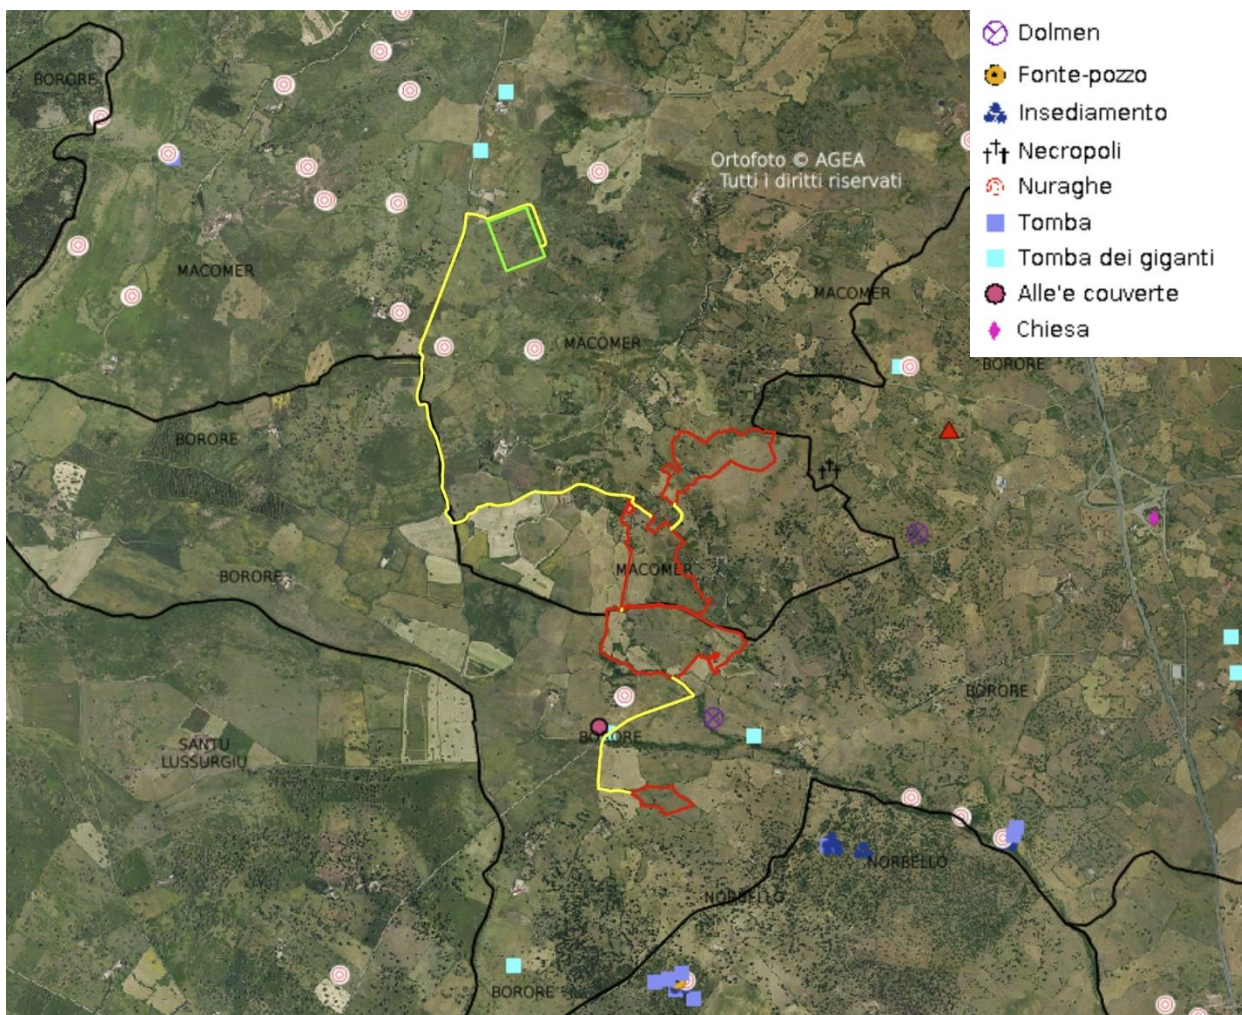 Dolmen
Fonte-pozzo
Insediamento
Necropoli
Nuraghe
Tomba
Tomba dei giganti
Alle'e couverte
Chiesa
BORORE
Ortofoto © AGEA
Tutti i diritti riservati
MACOMER
MACOMER
MACOMER
BORORE
BORORE
MACOMER
BORORE
BORORE
BORORE
SANTU
LUSSURGIU
NORBELLO
NORBELLO
BORORE